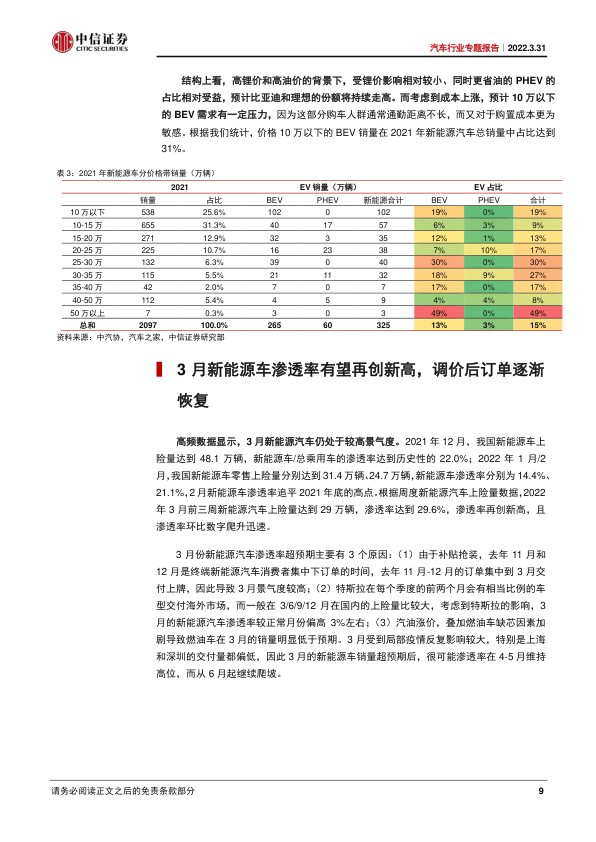 中信证券
CITIC SECURITIES
汽车行业专题报告｜2022.3.31
结构上看，高锂价和高油价的背景下，受锂价影响相对较小、同时更省油的 PHEV 的
占比相对受益，预计比亚迪和理想的份额将持续走高。而考虑到成本上涨，预计 10 万以下
的 BEV 需求有一定压力，因为这部分购车人群通常通勤距离不长，而又对于购置成本更为
敏感。根据我们统计，价格 10 万以下的 BEV 销量在 2021 年新能源汽车总销量中占比达到
31%。
表 3：2021 年新能源车分价格带销量（万辆）
2021 EV 销量（万辆） EV 占比
销量 占比 BEV PHEV 新能源合计 BEV PHEV 合计
10 万以下 538 25.6% 102 0 102 19% 0% 19%
10-15 万 655 31.3% 40 17 57 6% 3% 9%
15-20 万 271 12.9% 32 3 35 12% 1% 13%
20-25 万 225 10.7% 16 23 38 7% 10% 17%
25-30 万 132 6.3% 39 0 40 30% 0% 30%
30-35 万 115 5.5% 21 11 32 18% 9% 27%
35-40 万 42 2.0% 7 0 7 17% 0% 17%
40-50 万 112 5.4% 4 5 9 4% 4% 8%
50 万以上 7 0.3% 3 0 3 49% 0% 49%
总和 2097 100.0% 265 60 325 13% 3% 15%
资料来源：中汽协，汽车之家，中信证券研究部
3 月新能源车渗透率有望再创新高，调价后订单逐渐
恢复
高频数据显示，3 月新能源汽车仍处于较高景气度。2021 年 12 月，我国新能源车上
险量达到 48.1 万辆，新能源车/总乘用车的渗透率达到历史性的 22.0%；2022 年 1 月/2
月，我国新能源车零售上险量分别达到 31.4 万辆、24.7 万辆，新能源车渗透率分别为 14.4%、
21.1%，2 月新能源车渗透率追平 2021 年底的高点。根据周度新能源汽车上险量数据，2022
年 3 月前三周新能源汽车上险量达到 29 万辆，渗透率达到 29.6%，渗透率再创新高，且
渗透率环比数字爬升迅速。
3 月份新能源汽车渗透率超预期主要有 3 个原因：（1）由于补贴抢装，去年 11 月和
12 月是终端新能源汽车消费者集中下订单的时间，去年 11 月-12 月的订单集中到 3 月交
付上牌，因此导致 3 月景气度较高；（2）特斯拉在每个季度的前两个月会有相当比例的车
型交付海外市场，而一般在 3/6/9/12 月在国内的上险量比较大，考虑到特斯拉的影响，3
月的新能源汽车渗透率较正常月份偏高 3%左右；（3）汽油涨价，叠加燃油车缺芯因素加
剧导致燃油车在 3 月的销量明显低于预期。3 月受到局部疫情反复影响较大，特别是上海
和深圳的交付量都偏低，因此 3 月的新能源车销量超预期后，很可能渗透率在 4-5 月维持
高位，而从 6 月起继续爬坡。
请务必阅读正文之后的免责条款部分
9